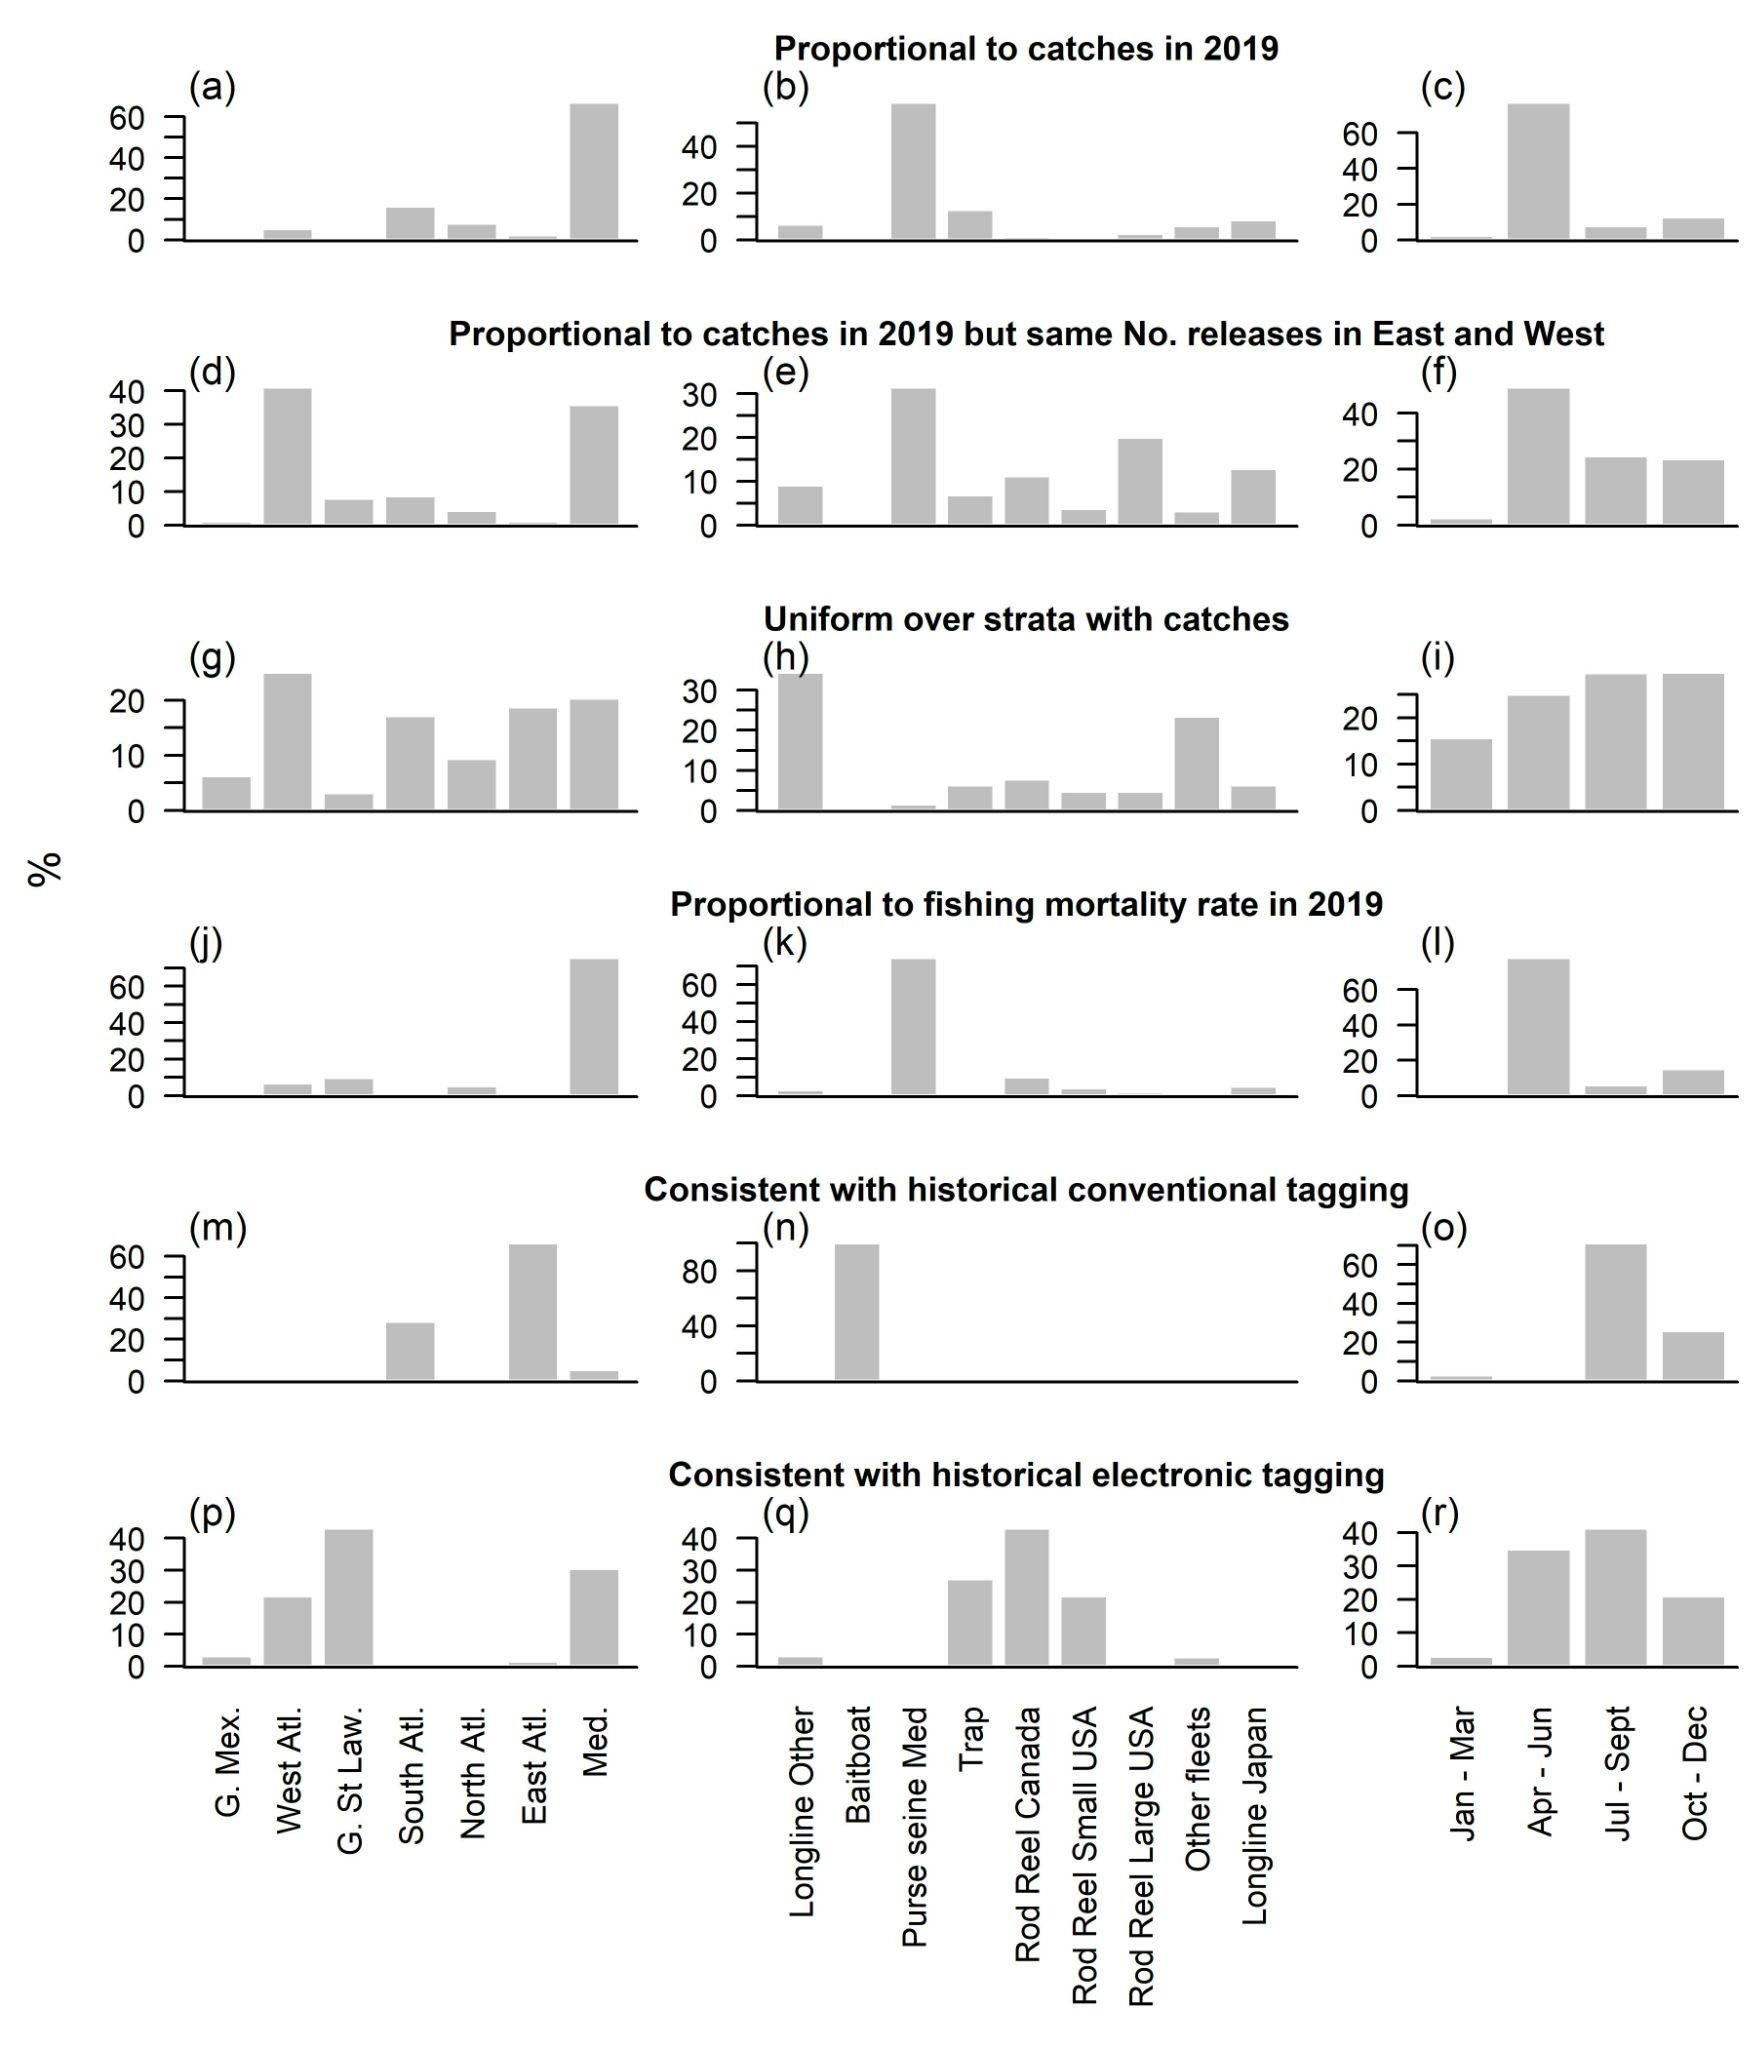 Proportional to catches in 2019
(a) (b) (c)
60
40
20
0
40
20
0
60
40
20
0
Proportional to catches in 2019 but same No. releases in East and West
(d) (e) (f)
40
30
20
10
0
30
20
10
0
40
20
0
Uniform over strata with catches
(g) (h) (i)
20
10
0
30
20
10
0
20
10
0
%
Proportional to fishing mortality rate in 2019
(j) (k) (l)
60
40
20
0
60
40
20
0
60
40
20
0
Consistent with historical conventional tagging
(m) (n) (o)
60
40
20
0
80
40
0
60
40
20
0
Consistent with historical electronic tagging
(p) (q) (r)
40
30
20
10
0
40
30
20
10
0
40
30
20
10
0
G. Mex.
West Atl.
G. St Law.
South Atl.
North Atl.
East Atl.
Med.
Longline Other
Baitboat
Purse seine Med
Trap
Rod Reel Canada
Rod Reel Small USA
Rod Reel Large USA
Other fleets
Longline Japan
Jan - Mar
Apr - Jun
Jul - Sept
Oct - Dec